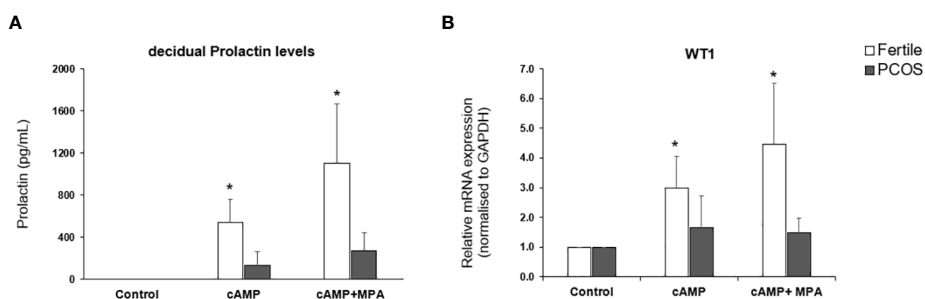 A
decidual Prolactin levels
Prolactin (pg/mL)
2000
1600
1200
800
400
0
*
*
Control
cAMP
cAMP+MPA
B
WT1
Fertile
PCOS
Relative mRNA expression
(normalised to GAPDH)
7.0
6.0
5.0
4.0
3.0
2.0
1.0
0.0
*
*
Control
cAMP
cAMP+ MPA